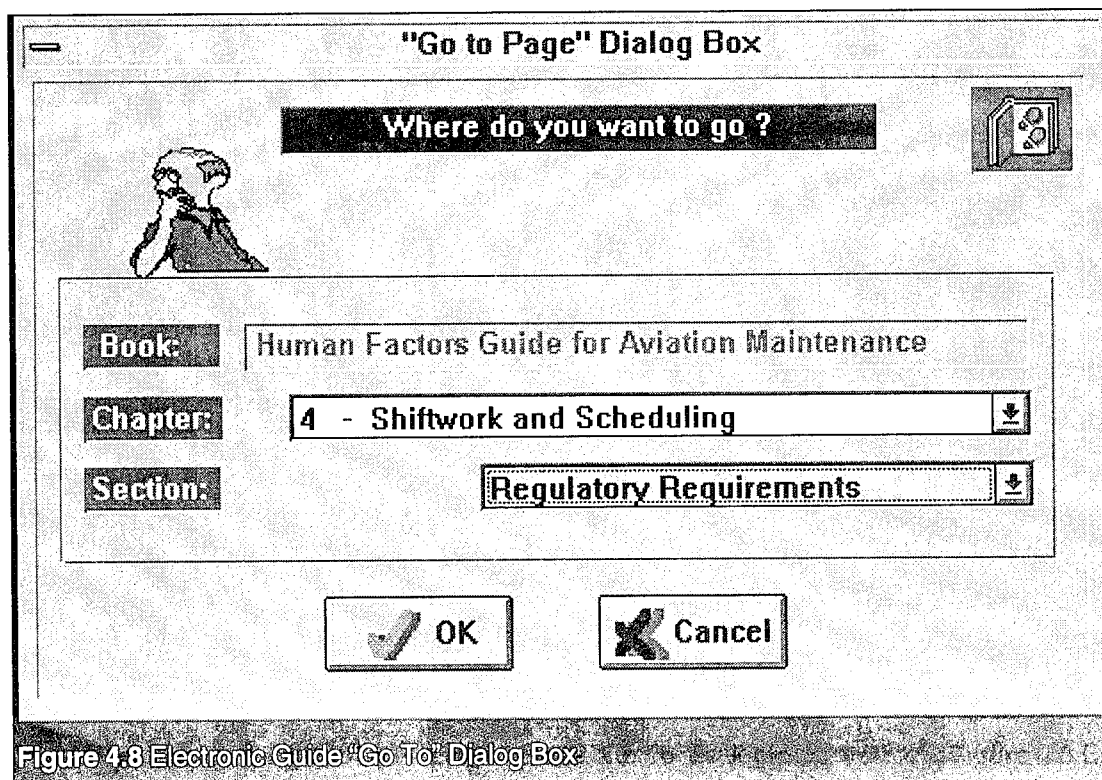 "Go to Page" Dialog Box
Where do you want to go ?
Book: Human Factors Guide for Aviation Maintenance
Chapter: 4 - Shiftwork and Scheduling
Section: Regulatory Requirements
OK Cancel
Figure 4.8 Electronic Guide "Go To" Dialog Box